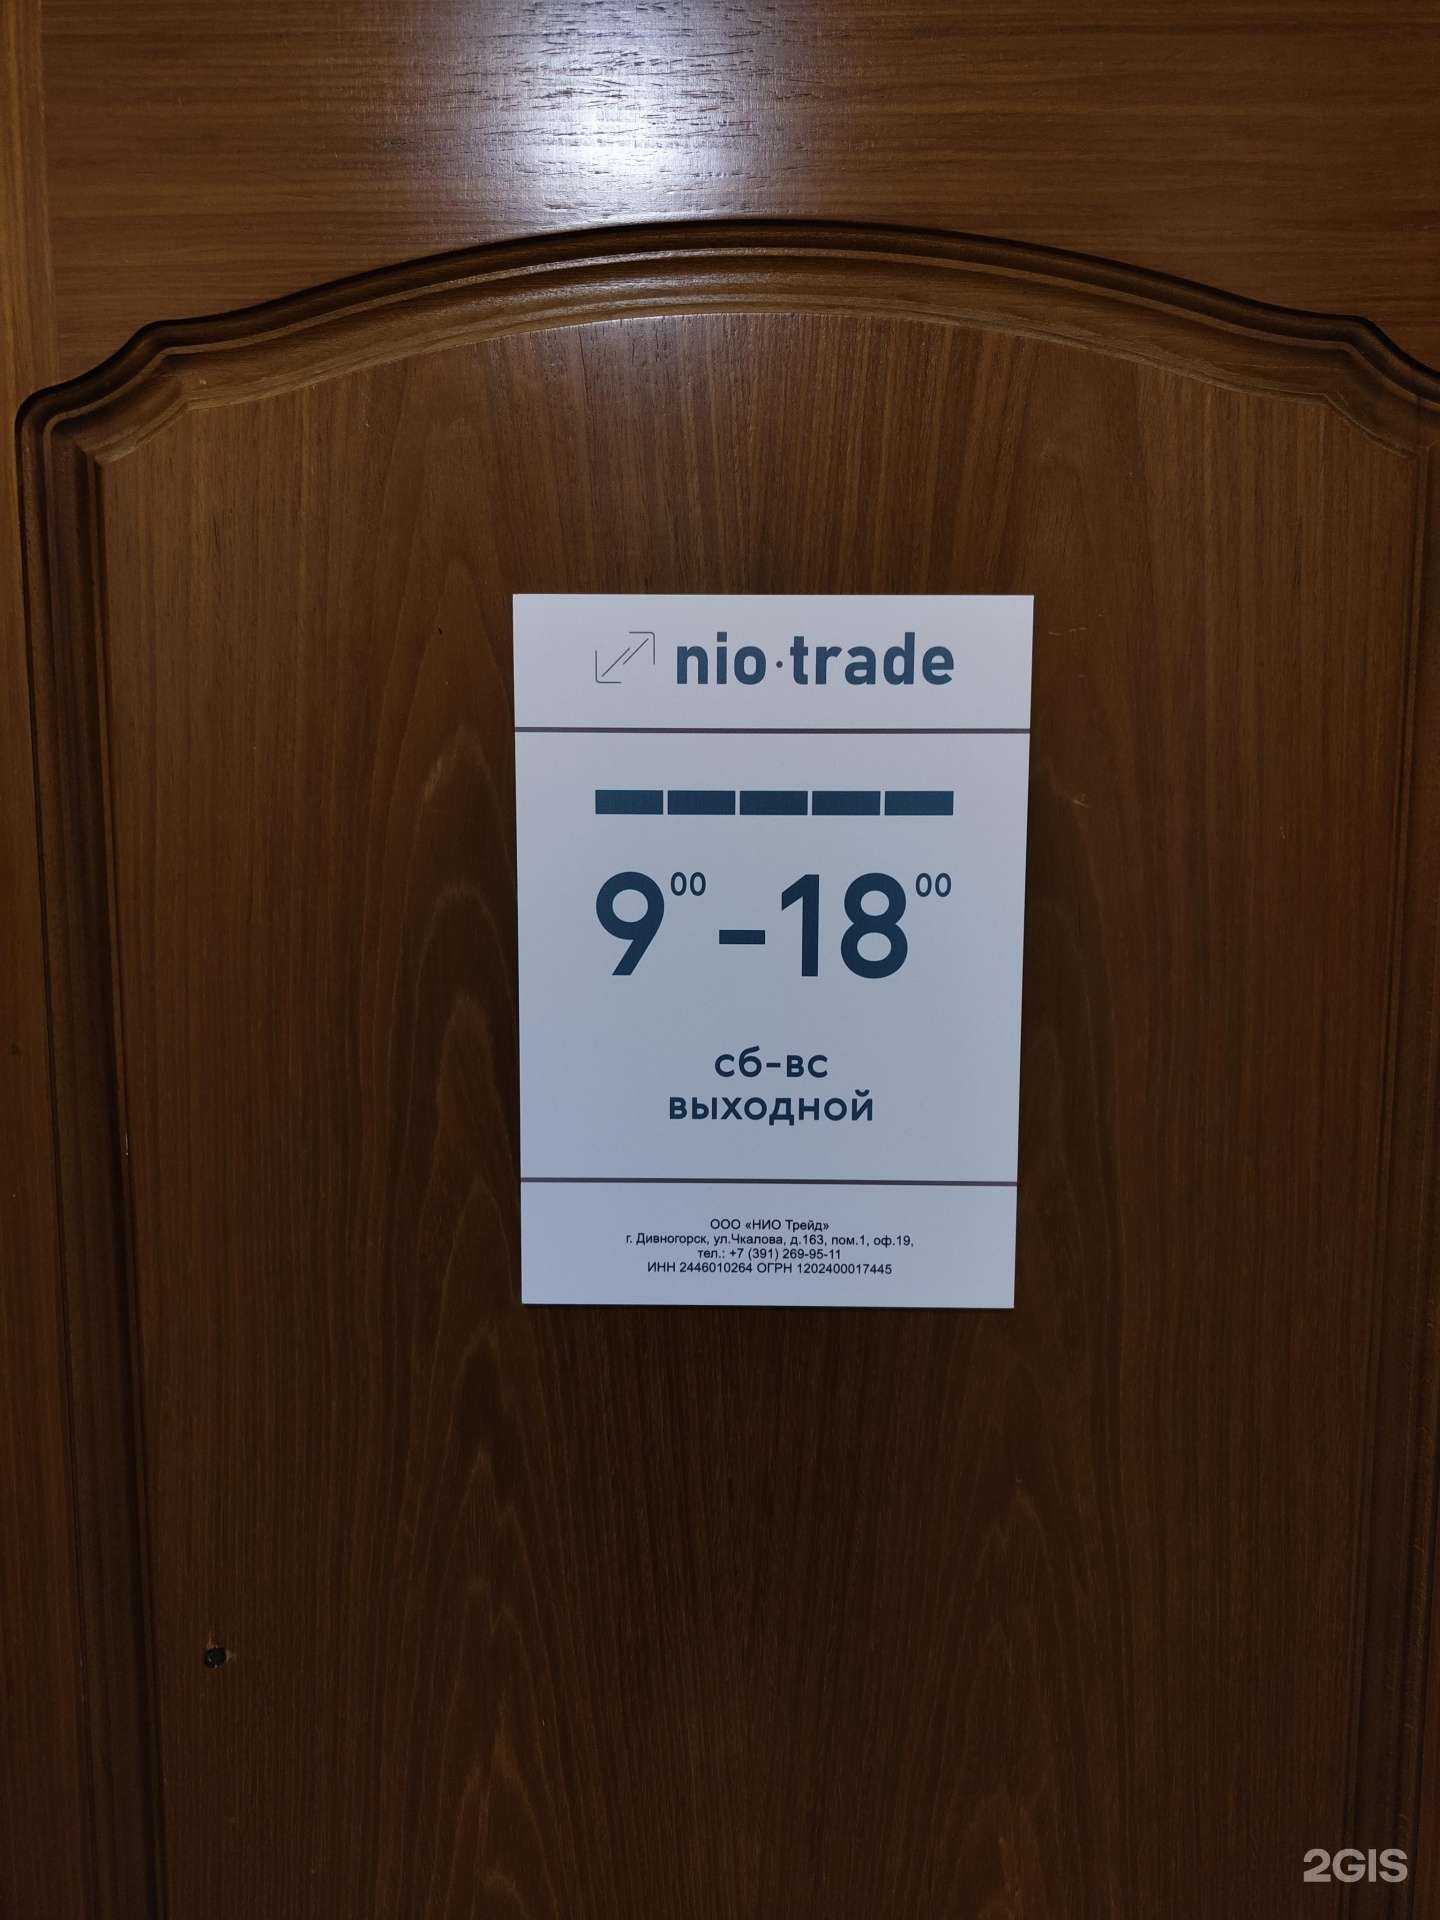 nio·trade
9⁰⁰-18⁰⁰
сб-вс
выходной
ООО «НИО Трейд»
г. Дивногорск, ул.Чкалова, д.163, пом.1, оф.19,
тел.: +7 (391) 269-95-11
ИНН 2446010264 ОГРН 1202400017445
2GIS